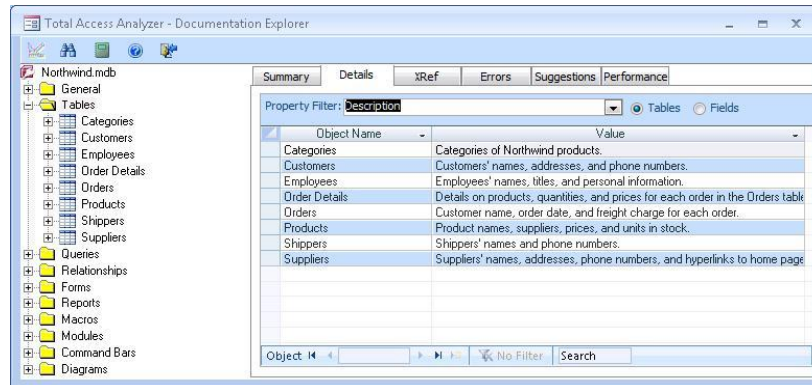 Total Access Analyzer - Documentation Explorer
Northwind.mdb
General
Tables
Categories
Customers
Employees
Order Details
Orders
Products
Shippers
Suppliers
Queries
Relationships
Forms
Reports
Macros
Modules
Command Bars
Diagrams
Summary Details XRef Errors Suggestions Performance
Property Filter: Description Tables Fields
Object Name Value
Categories Categories of Northwind products.
Customers Customers' names, addresses, and phone numbers.
Employees Employees' names, titles, and personal information.
Order Details Details on products, quantities, and prices for each order in the Orders table
Orders Customer name, order date, and freight charge for each order.
Products Product names, suppliers, prices, and units in stock.
Shippers Shippers' names and phone numbers.
Suppliers Suppliers' names, addresses, phone numbers, and hyperlinks to home page
Object No Filter Search